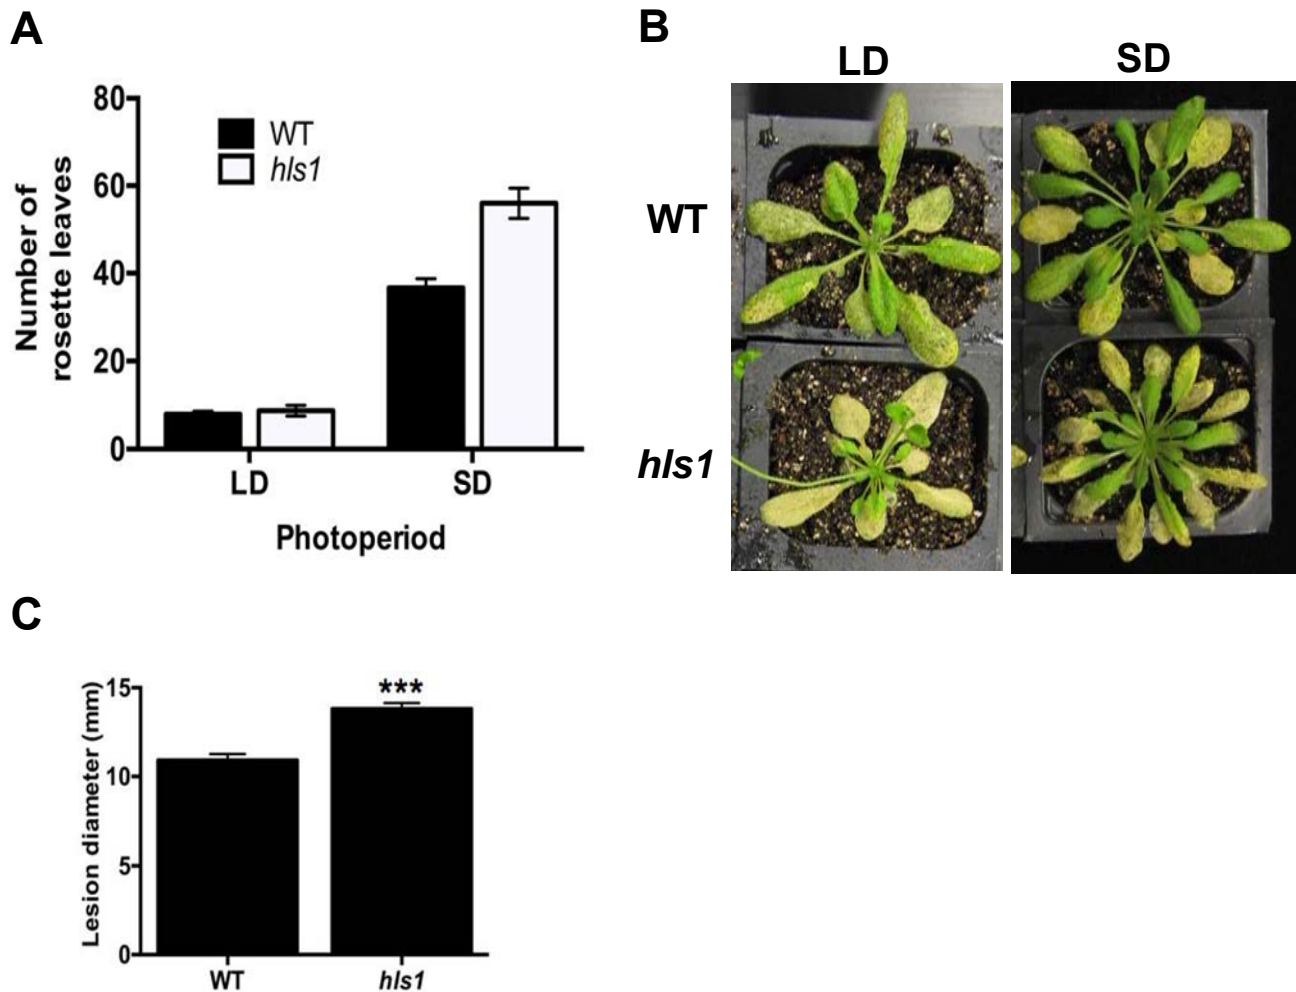 A
Number of
rosette leaves
80
60
40
20
0
WT
hls1
LD
SD
Photoperiod
B
LD
SD
WT
hls1
C
Lesion diameter (mm)
15
10
5
0
***
WT
hls1